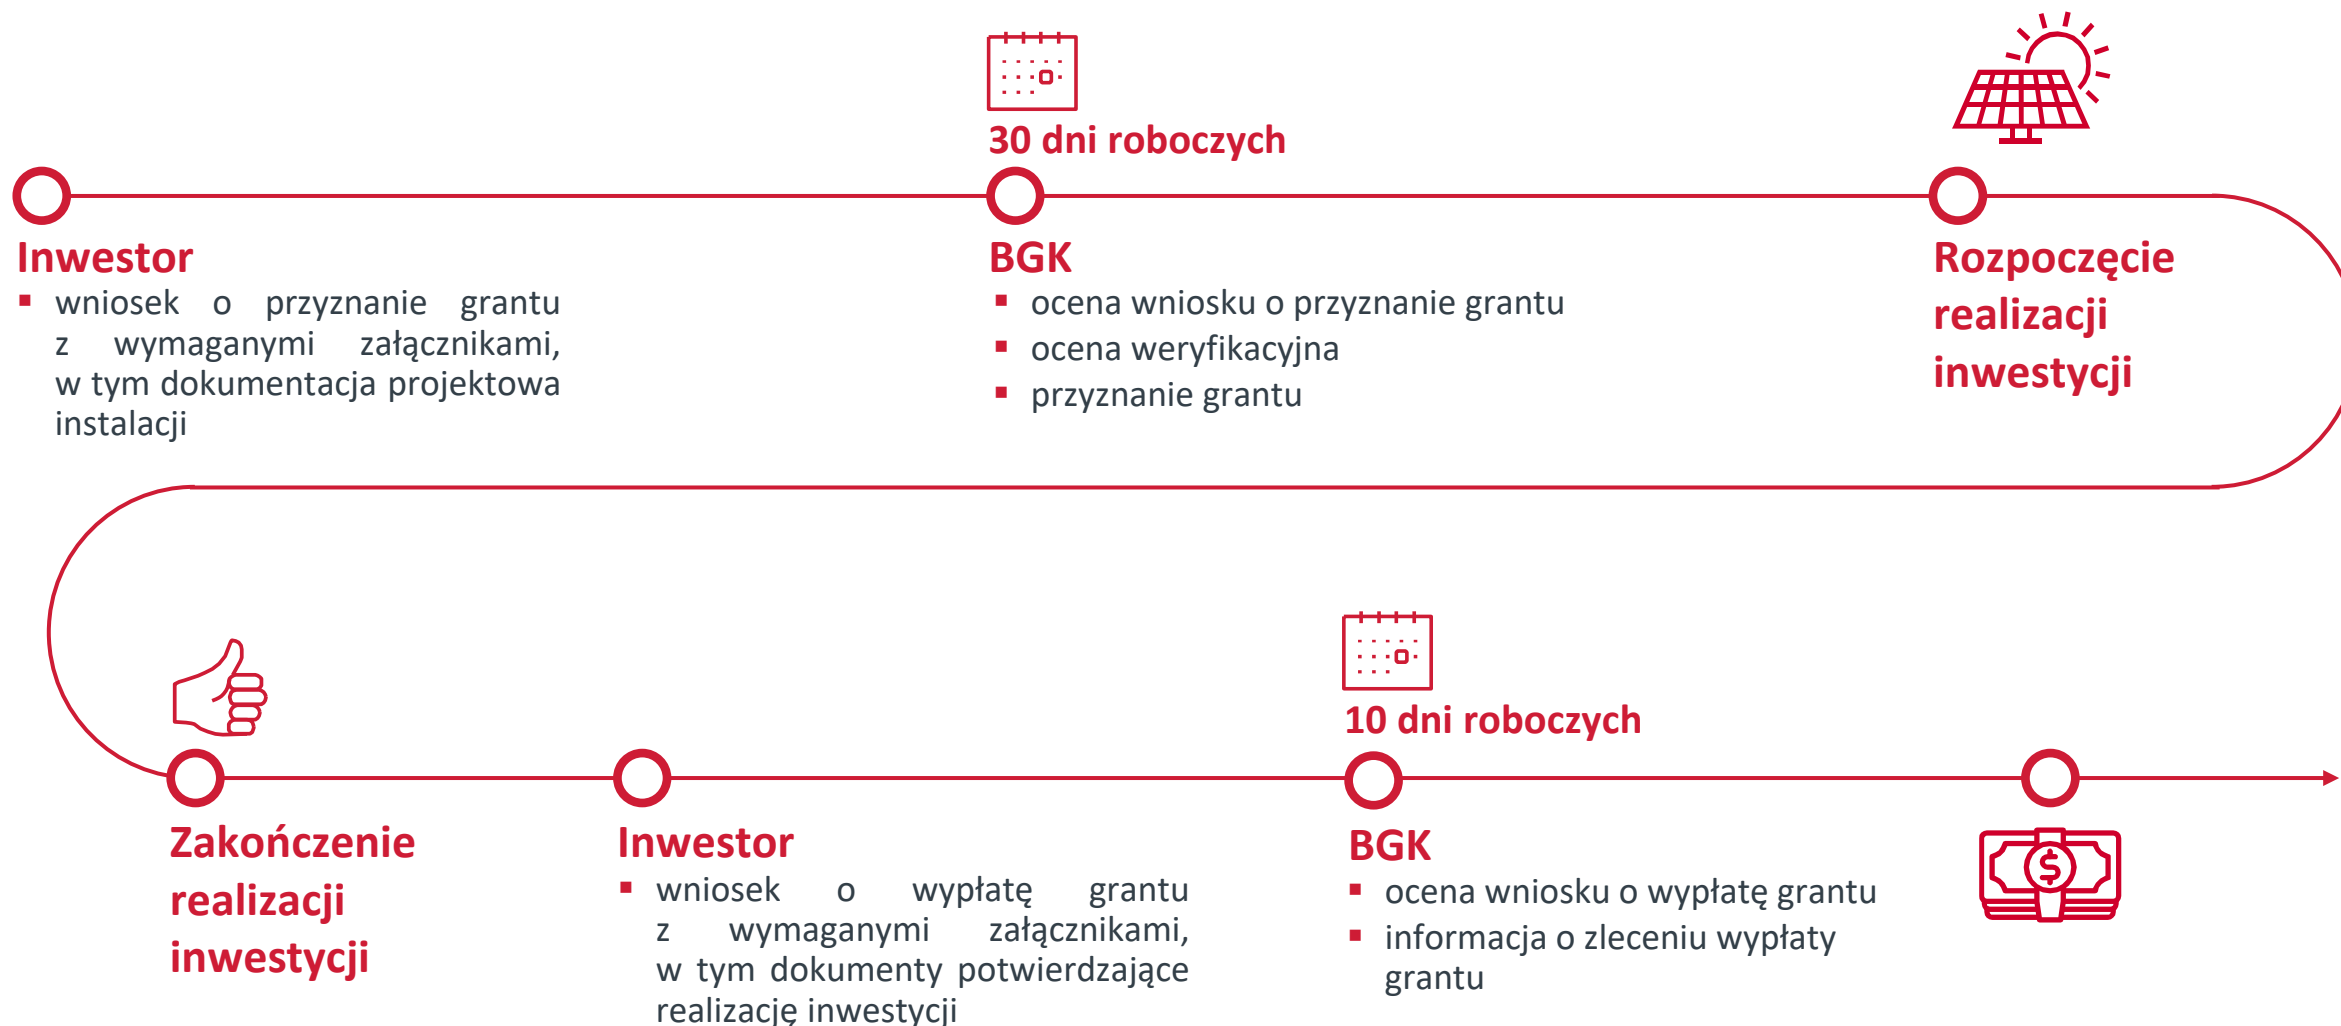 30 dni roboczych
Inwestor
▪ wniosek o przyznanie grantu
z wymaganymi załącznikami,
w tym dokumentacja projektowa
instalacji
BGK
▪ ocena wniosku o przyznanie grantu
▪ ocena weryfikacyjna
▪ przyznanie grantu
Rozpoczęcie
realizacji
inwestycji
10 dni roboczych
Zakończenie
realizacji
inwestycji
Inwestor
▪ wniosek o wypłatę grantu
z wymaganymi załącznikami,
w tym dokumenty potwierdzające
realizację inwestycji
BGK
▪ ocena wniosku o wypłatę grantu
▪ informacja o zleceniu wypłaty
grantu
$